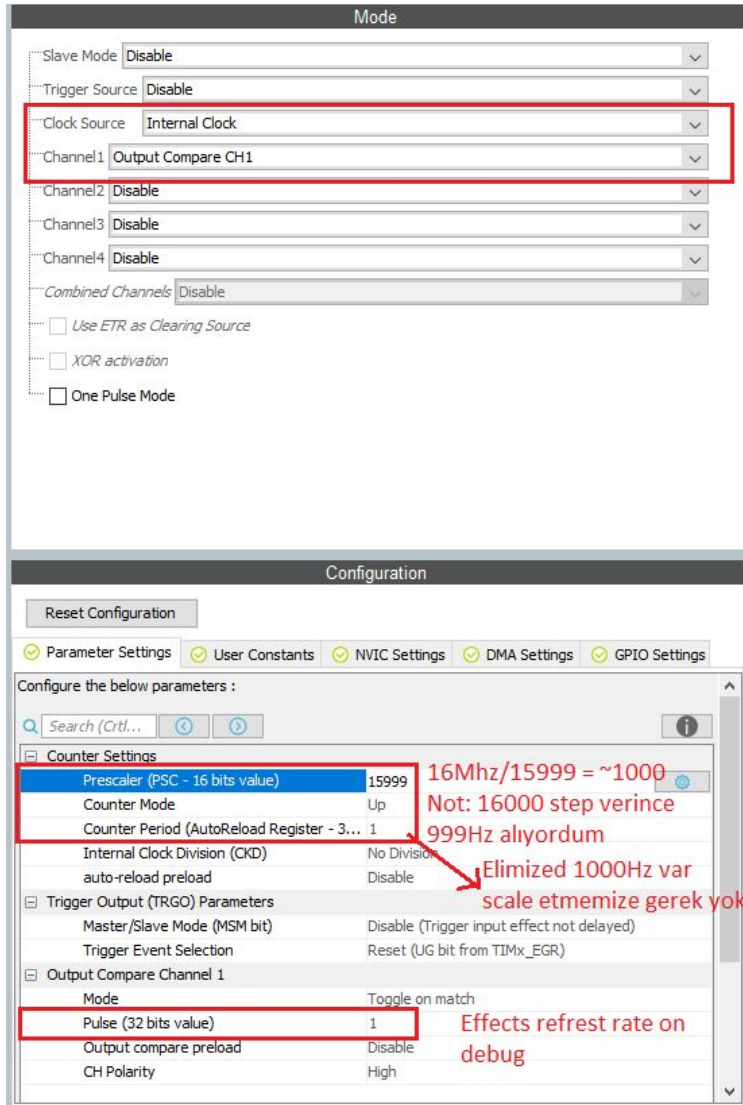 Mode
Slave Mode Disable
Trigger Source Disable
Clock Source Internal Clock
Channel1 Output Compare CH1
Channel2 Disable
Channel3 Disable
Channel4 Disable
Combined Channels Disable
Use ETR as Clearing Source
XOR activation
One Pulse Mode
Configuration
Reset Configuration
Parameter Settings User Constants NVIC Settings DMA Settings GPIO Settings
Configure the below parameters :
Search (Crtl...
Counter Settings
Prescaler (PSC - 16 bits value) 15999 16Mhz/15999 = ~1000
Counter Mode Up Not: 16000 step verince
Counter Period (AutoReload Register - 3... 1 999Hz alıyordum
Internal Clock Division (CKD) No Division Elimized 1000Hz var
auto-reload preload Disable scale etmemize gerek yok
Trigger Output (TRGO) Parameters
Master/Slave Mode (MSM bit) Disable (Trigger input effect not delayed)
Trigger Event Selection Reset (UG bit from TIMx_EGR)
Output Compare Channel 1
Mode Toggle on match
Pulse (32 bits value) 1 Effects refrest rate on
Output compare preload Disable debug
CH Polarity High